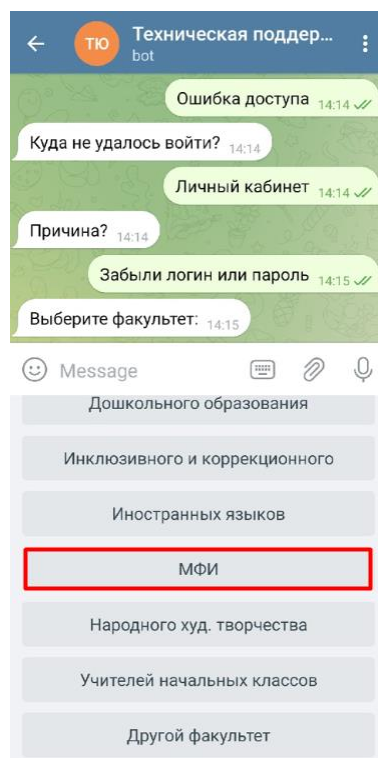 ТЮ
Техническая поддер...
bot
Ошибка доступа 14:14
Куда не удалось войти? 14:14
Личный кабинет 14:14
Причина? 14:14
Забыли логин или пароль 14:15
Выберите факультет: 14:15
Message
Дошкольного образования
Инклюзивного и коррекционного
Иностранных языков
МФИ
Народного худ. творчества
Учителей начальных классов
Другой факультет